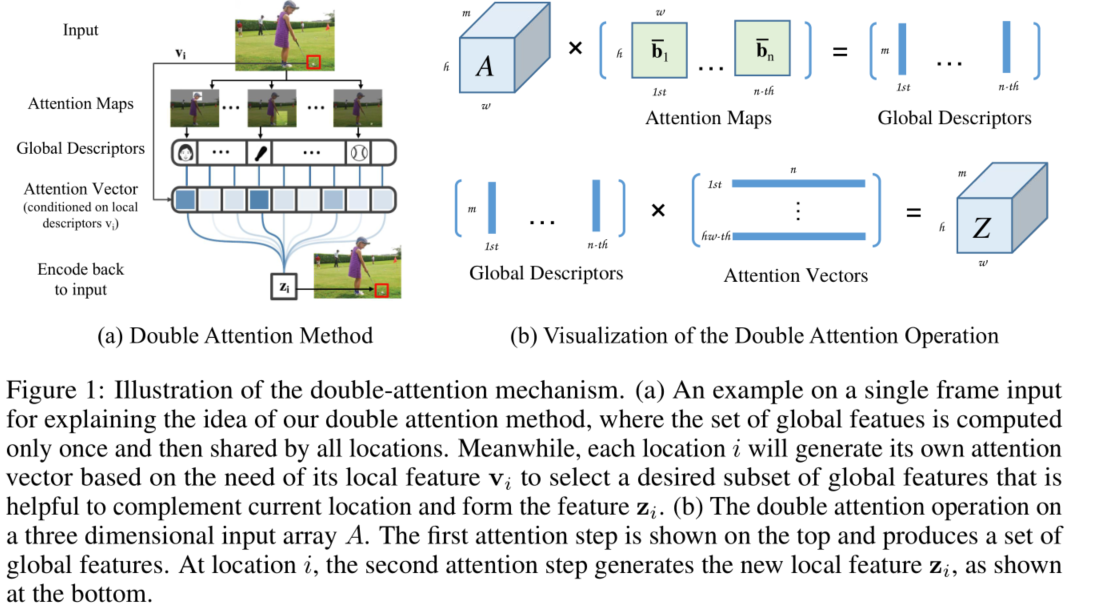 Input
v_i
Attention Maps
Global Descriptors
Attention Vector
(conditioned on local
descriptors v_i)
Encode back
to input
z_i
(a) Double Attention Method
m
h
A
w
×
w
h
b̅_1
...
b̅_n
1st
n-th
Attention Maps
=
m
1st
...
n-th
Global Descriptors
m
1st
...
n-th
Global Descriptors
×
n
1st
⋮
hw-th
Attention Vectors
=
m
h
Z
w
(b) Visualization of the Double Attention Operation
Figure 1: Illustration of the double-attention mechanism. (a) An example on a single frame input
for explaining the idea of our double attention method, where the set of global featues is computed
only once and then shared by all locations. Meanwhile, each location i will generate its own attention
vector based on the need of its local feature v_i to select a desired subset of global features that is
helpful to complement current location and form the feature z_i. (b) The double attention operation on
a three dimensional input array A. The first attention step is shown on the top and produces a set of
global features. At location i, the second attention step generates the new local feature z_i, as shown
at the bottom.